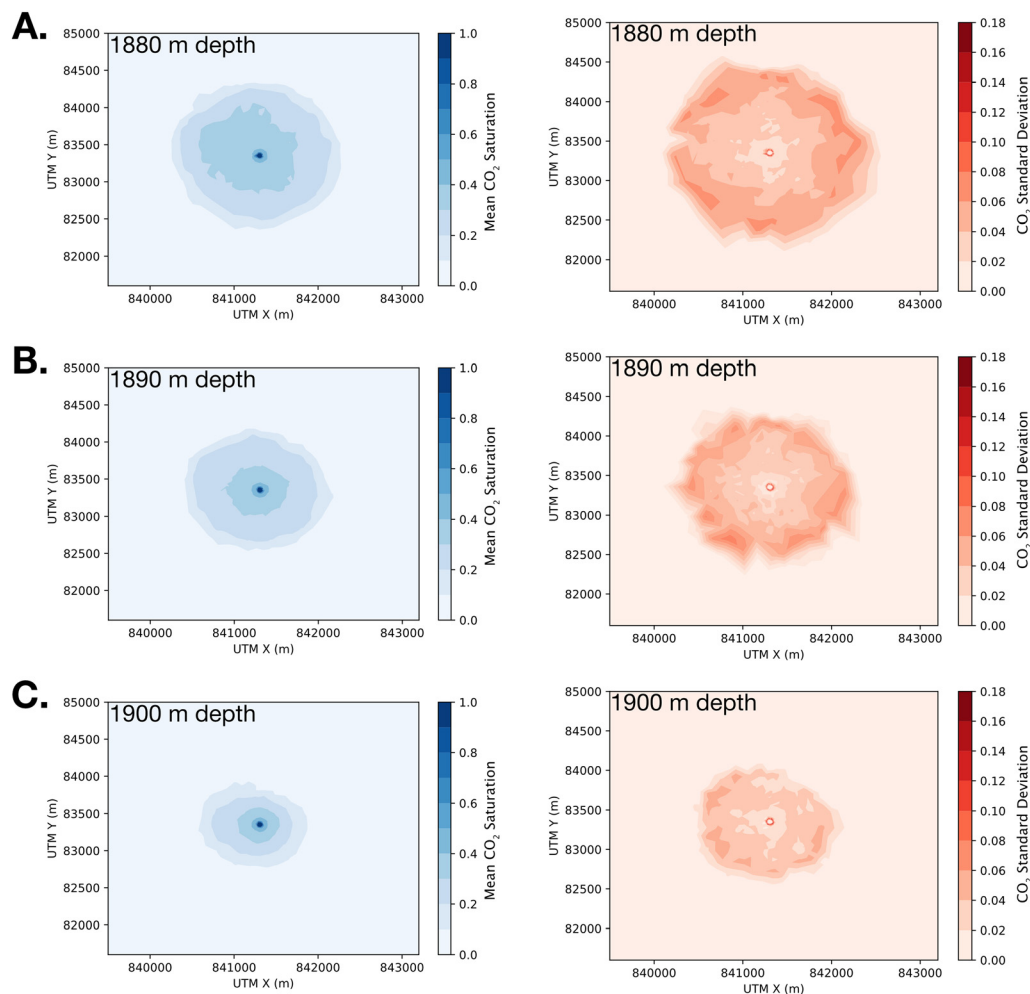 A.
1880 m depth
85000
84500
84000
83500
83000
82500
82000
840000 841000 842000 843000
UTM X (m)
UTM Y (m)
1.0
0.8
0.6
0.4
0.2
0.0
Mean CO₂ Saturation
1880 m depth
85000
84500
84000
83500
83000
82500
82000
840000 841000 842000 843000
UTM X (m)
UTM Y (m)
0.18
0.16
0.14
0.12
0.10
0.08
0.06
0.04
0.02
0.00
CO₂ Standard Deviation
B.
1890 m depth
85000
84500
84000
83500
83000
82500
82000
840000 841000 842000 843000
UTM X (m)
UTM Y (m)
1.0
0.8
0.6
0.4
0.2
0.0
Mean CO₂ Saturation
1890 m depth
85000
84500
84000
83500
83000
82500
82000
840000 841000 842000 843000
UTM X (m)
UTM Y (m)
0.18
0.16
0.14
0.12
0.10
0.08
0.06
0.04
0.02
0.00
CO₂ Standard Deviation
C.
1900 m depth
85000
84500
84000
83500
83000
82500
82000
840000 841000 842000 843000
UTM X (m)
UTM Y (m)
1.0
0.8
0.6
0.4
0.2
0.0
Mean CO₂ Saturation
1900 m depth
85000
84500
84000
83500
83000
82500
82000
840000 841000 842000 843000
UTM X (m)
UTM Y (m)
0.18
0.16
0.14
0.12
0.10
0.08
0.06
0.04
0.02
0.00
CO₂ Standard Deviation